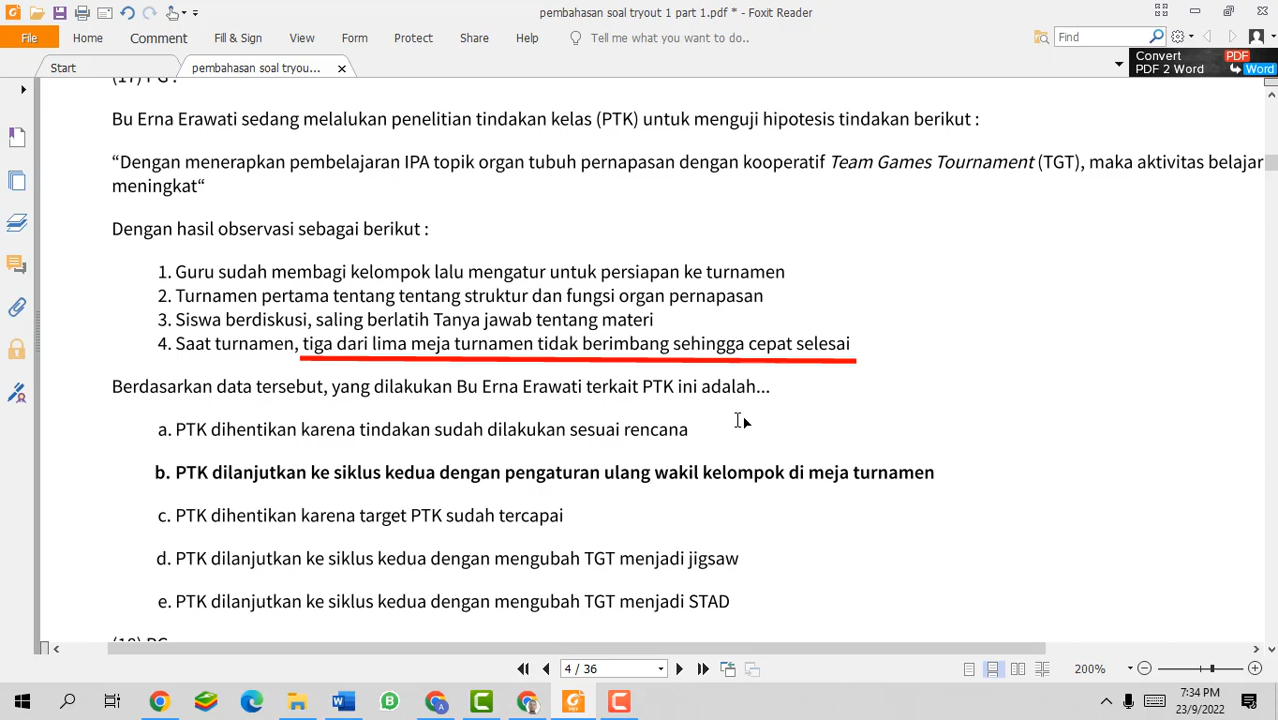 pembahasan soal tryout 1 part 1.pdf * - Foxit Reader
File Home Comment Fill & Sign View Form Protect Share Help Tell me what you want to do.. Find
Start pembahasan soal tryou...
Convert PDF
PDF 2 Word Word
Bu Erna Erawati sedang melalukan penelitian tindakan kelas (PTK) untuk menguji hipotesis tindakan berikut :
“Dengan menerapkan pembelajaran IPA topik organ tubuh pernapasan dengan kooperatif Team Games Tournament (TGT), maka aktivitas belajar
meningkat“
Dengan hasil observasi sebagai berikut :
1. Guru sudah membagi kelompok lalu mengatur untuk persiapan ke turnamen
2. Turnamen pertama tentang tentang struktur dan fungsi organ pernapasan
3. Siswa berdiskusi, saling berlatih Tanya jawab tentang materi
4. Saat turnamen, tiga dari lima meja turnamen tidak berimbang sehingga cepat selesai
Berdasarkan data tersebut, yang dilakukan Bu Erna Erawati terkait PTK ini adalah...
a. PTK dihentikan karena tindakan sudah dilakukan sesuai rencana
b. PTK dilanjutkan ke siklus kedua dengan pengaturan ulang wakil kelompok di meja turnamen
c. PTK dihentikan karena target PTK sudah tercapai
d. PTK dilanjutkan ke siklus kedua dengan mengubah TGT menjadi jigsaw
e. PTK dilanjutkan ke siklus kedua dengan mengubah TGT menjadi STAD
4 / 36 200%
7:34 PM
23/9/2022